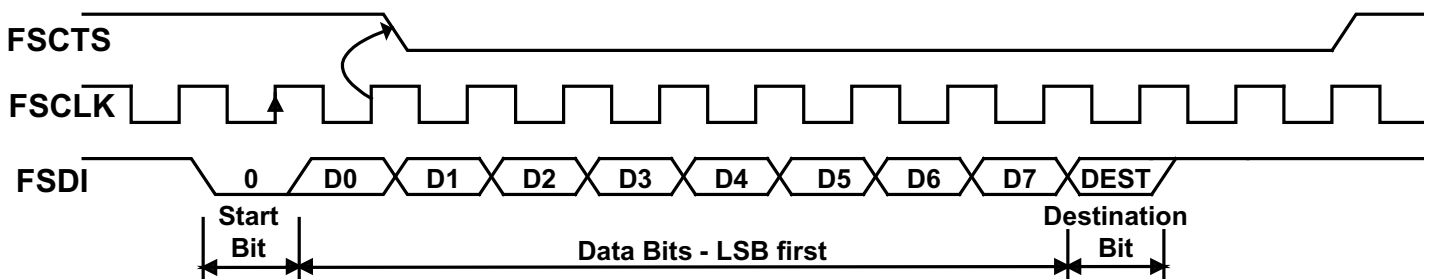 FSCTS
FSCLK
FSDI
0 D0 D1 D2 D3 D4 D5 D6 D7 DEST
Start
Bit
Data Bits - LSB first
Destination
Bit